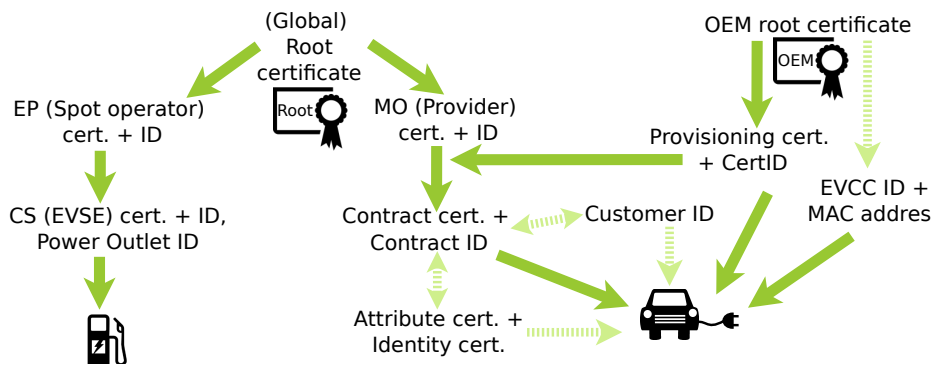 (Global)
Root
certificate
Root
OEM root certificate
OEM
EP (Spot operator)
cert. + ID
MO (Provider)
cert. + ID
Provisioning cert.
+ CertID
CS (EVSE) cert. + ID,
Power Outlet ID
Contract cert. +
Contract ID
Customer ID
EVCC ID +
MAC addres
Attribute cert. +
Identity cert.